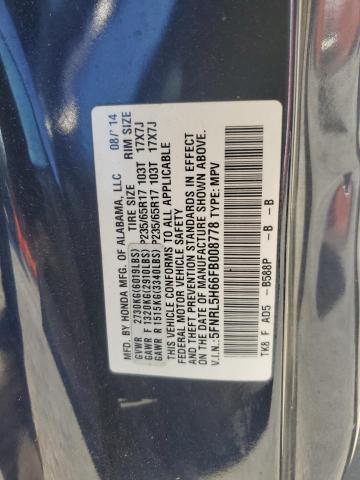 MFD. BY HONDA MFG. OF ALABAMA, LLC 08/'14
TIRE SIZE RIM SIZE
GVWR 2730KG(6019LBS)
GAWR F 1320KG(2910LBS) P235/65R17 103T 17X7J
GAWR R 1515KG(3340LBS) P235/65R17 103T 17X7J
THIS VEHICLE CONFORMS TO ALL APPLICABLE
FEDERAL MOTOR VEHICLE SAFETY
AND THEFT PREVENTION STANDARDS IN EFFECT
ON THE DATE OF MANUFACTURE SHOWN ABOVE.
V.I.N.: 5FNRL5H66FB008778 TYPE: MPV
TK8 F AD5 -B588P -B -B